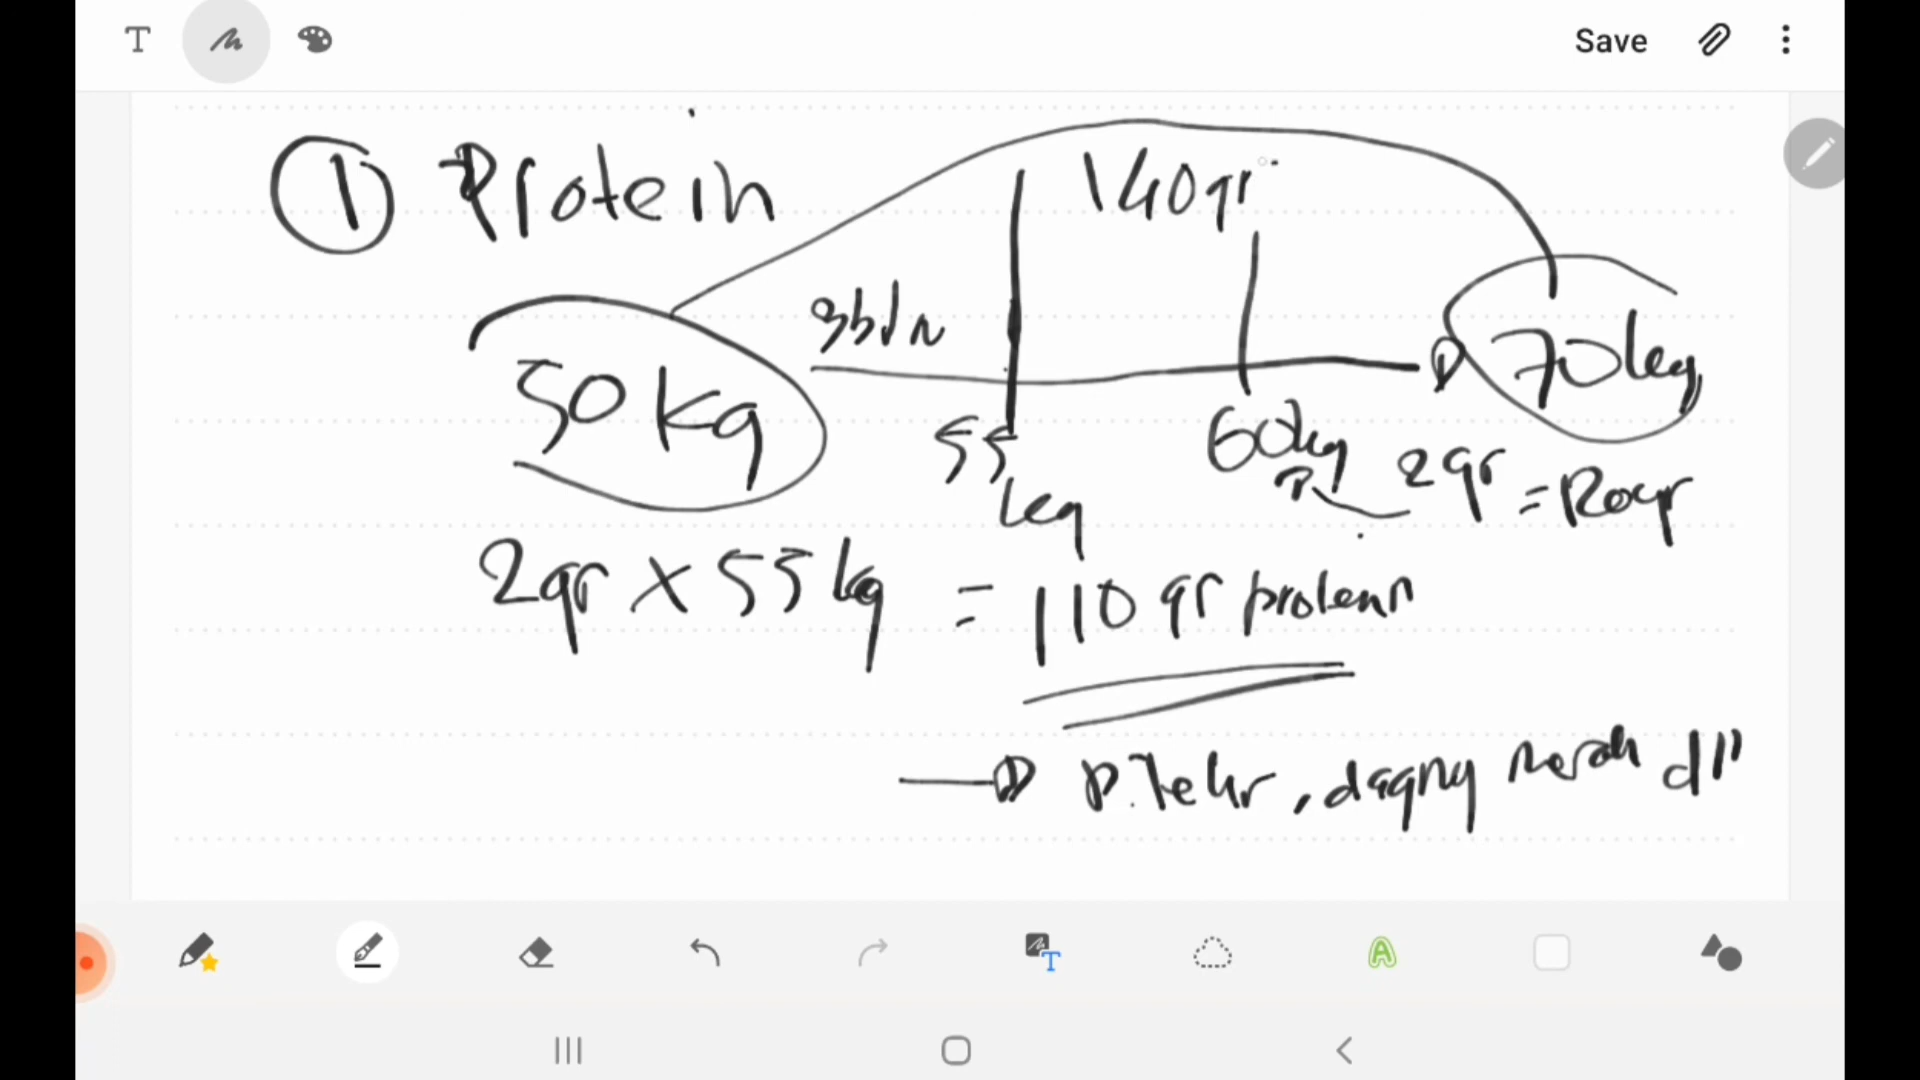 Save
① Protein 140gr
3bln
50 kg 70kg
55 kg 60kg 2gr =
2gr × 55 kg = 110 gr protein
P. Telur, daging merah dll